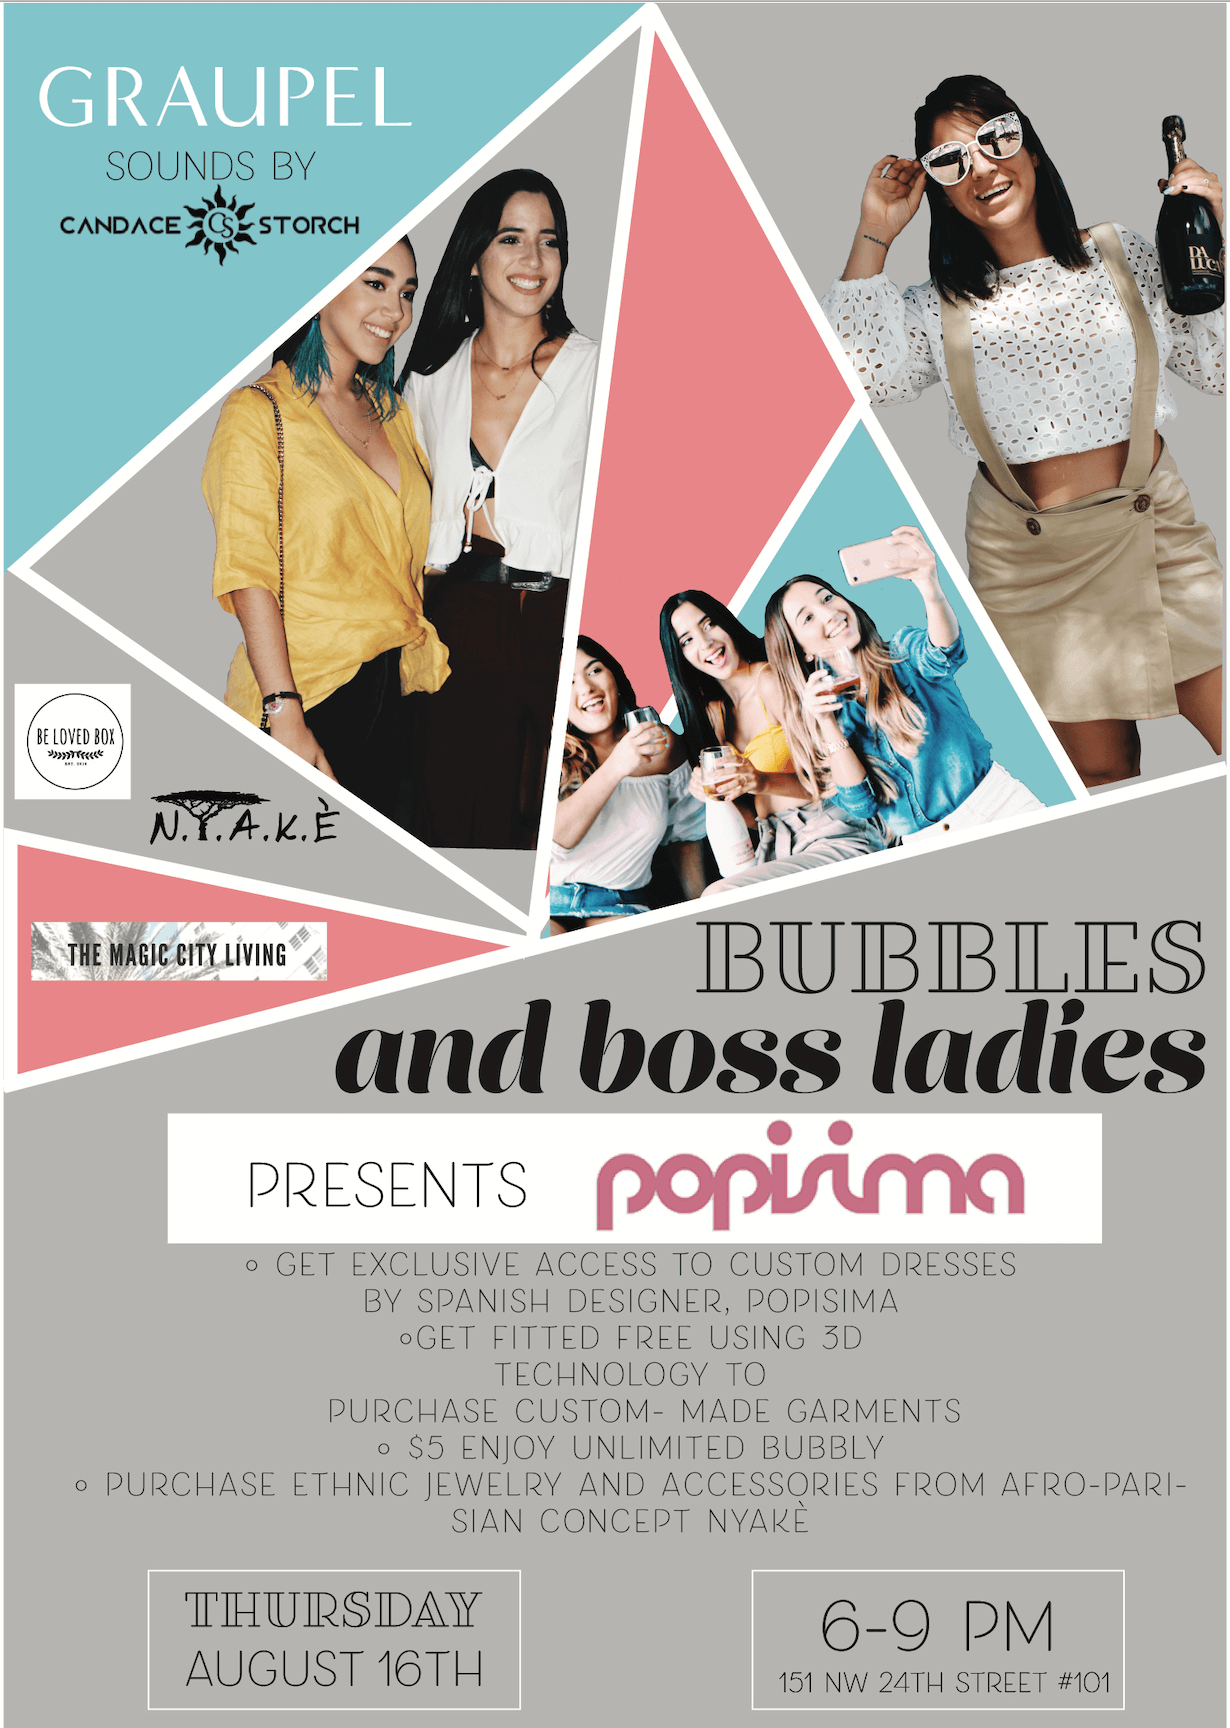 GRAUPEL
SOUNDS BY
CANDACE CS STORCH
DA
LUCA
BE LOVED BOX
N.Y.A.K.È
THE MAGIC CITY LIVING
BUBBLES
and boss ladies
PRESENTS popisima
◦ GET EXCLUSIVE ACCESS TO CUSTOM DRESSES
BY SPANISH DESIGNER, POPISIMA
◦GET FITTED FREE USING 3D
TECHNOLOGY TO
PURCHASE CUSTOM- MADE GARMENTS
◦ $5 ENJOY UNLIMITED BUBBLY
◦ PURCHASE ETHNIC JEWELRY AND ACCESSORIES FROM AFRO-PARI-
SIAN CONCEPT NYAKÈ
THURSDAY
AUGUST 16TH
6-9 PM
151 NW 24TH STREET #101